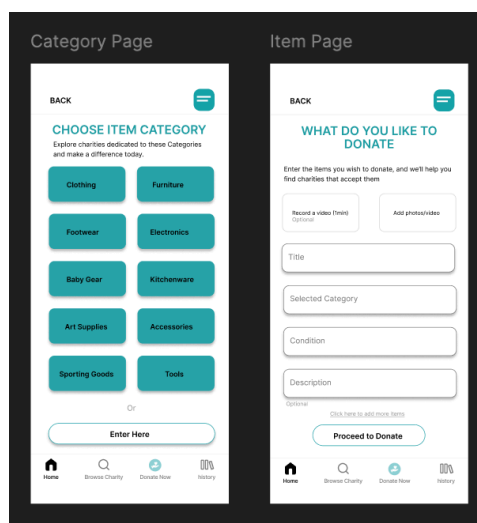 Category Page
BACK
CHOOSE ITEM CATEGORY
Explore charities dedicated to these Categories
and make a difference today.
Clothing
Furniture
Footwear
Electronics
Baby Gear
Kitchenware
Art Supplies
Accessories
Sporting Goods
Tools
Or
Enter Here
Home
Browse Charity
Donate Now
history
Item Page
BACK
WHAT DO YOU LIKE TO
DONATE
Enter the Items you wish to donate, and we'll help you
find charities that accept them
Record a video (1min)
Optional
Add photos/video
Title
Selected Category
Condition
Description
Optional
Click here to add more items
Proceed to Donate
Home
Browse Charity
Donate Now
history